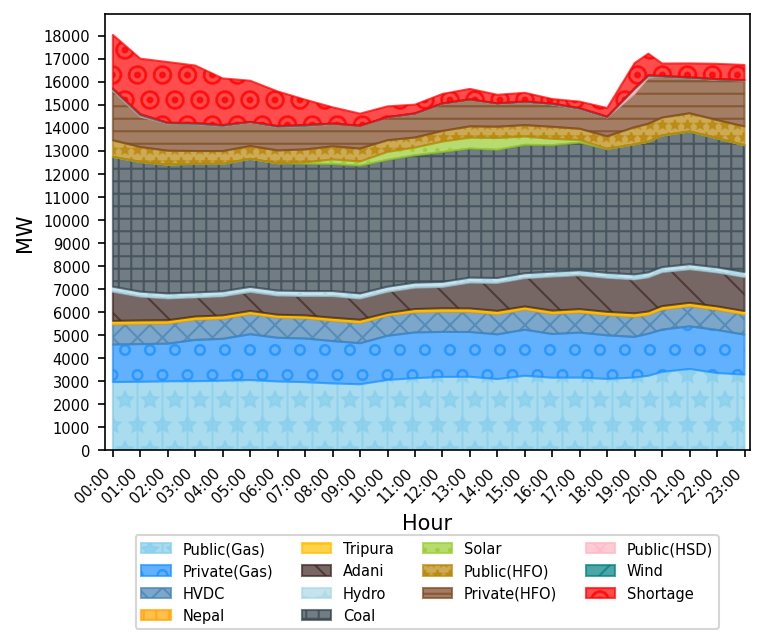 MW
18000
17000
16000
15000
14000
13000
12000
11000
10000
9000
8000
7000
6000
5000
4000
3000
2000
1000
0
00:00 01:00 02:00 03:00 04:00 05:00 06:00 07:00 08:00 09:00 10:00 11:00 12:00 13:00 14:00 15:00 16:00 17:00 18:00 19:00 20:00 21:00 22:00 23:00
Hour
Public(Gas) Tripura Solar Public(HSD)
Private(Gas) Adani Public(HFO) Wind
HVDC Hydro Private(HFO) Shortage
Nepal Coal